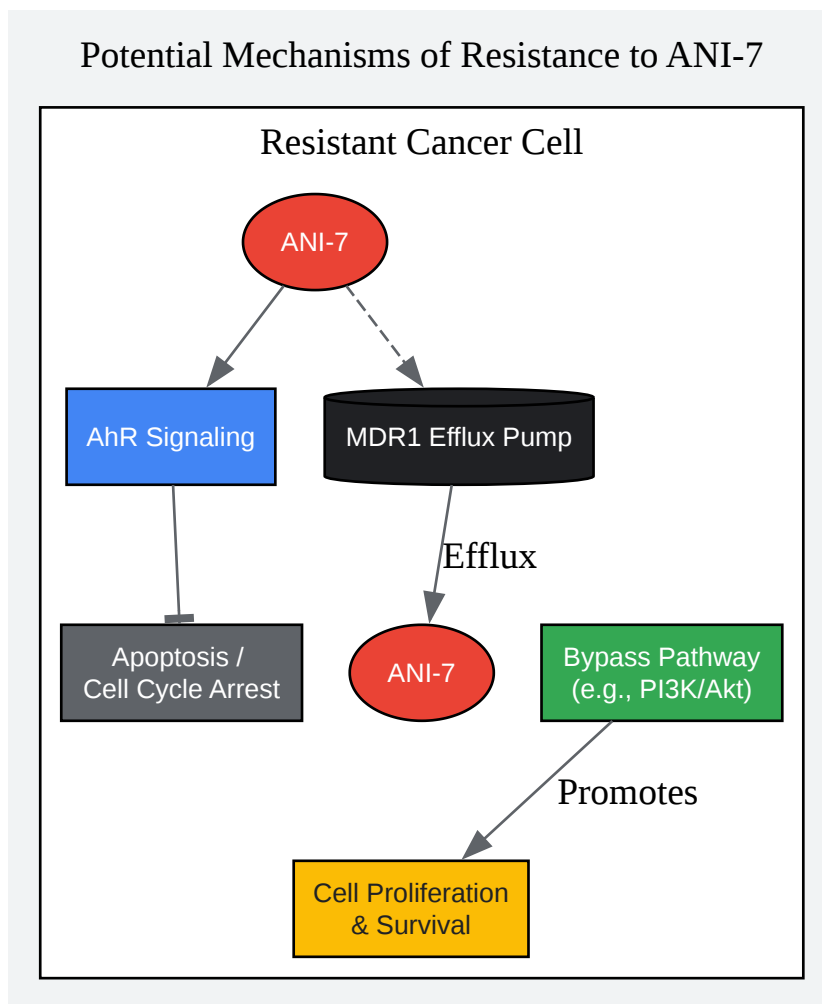 Potential Mechanisms of Resistance to ANI-7
Resistant Cancer Cell
ANI-7
AhR Signaling
MDR1 Efflux Pump
Efflux
Apoptosis /
Cell Cycle Arrest
ANI-7
Bypass Pathway
(e.g., PI3K/Akt)
Promotes
Cell Proliferation
& Survival